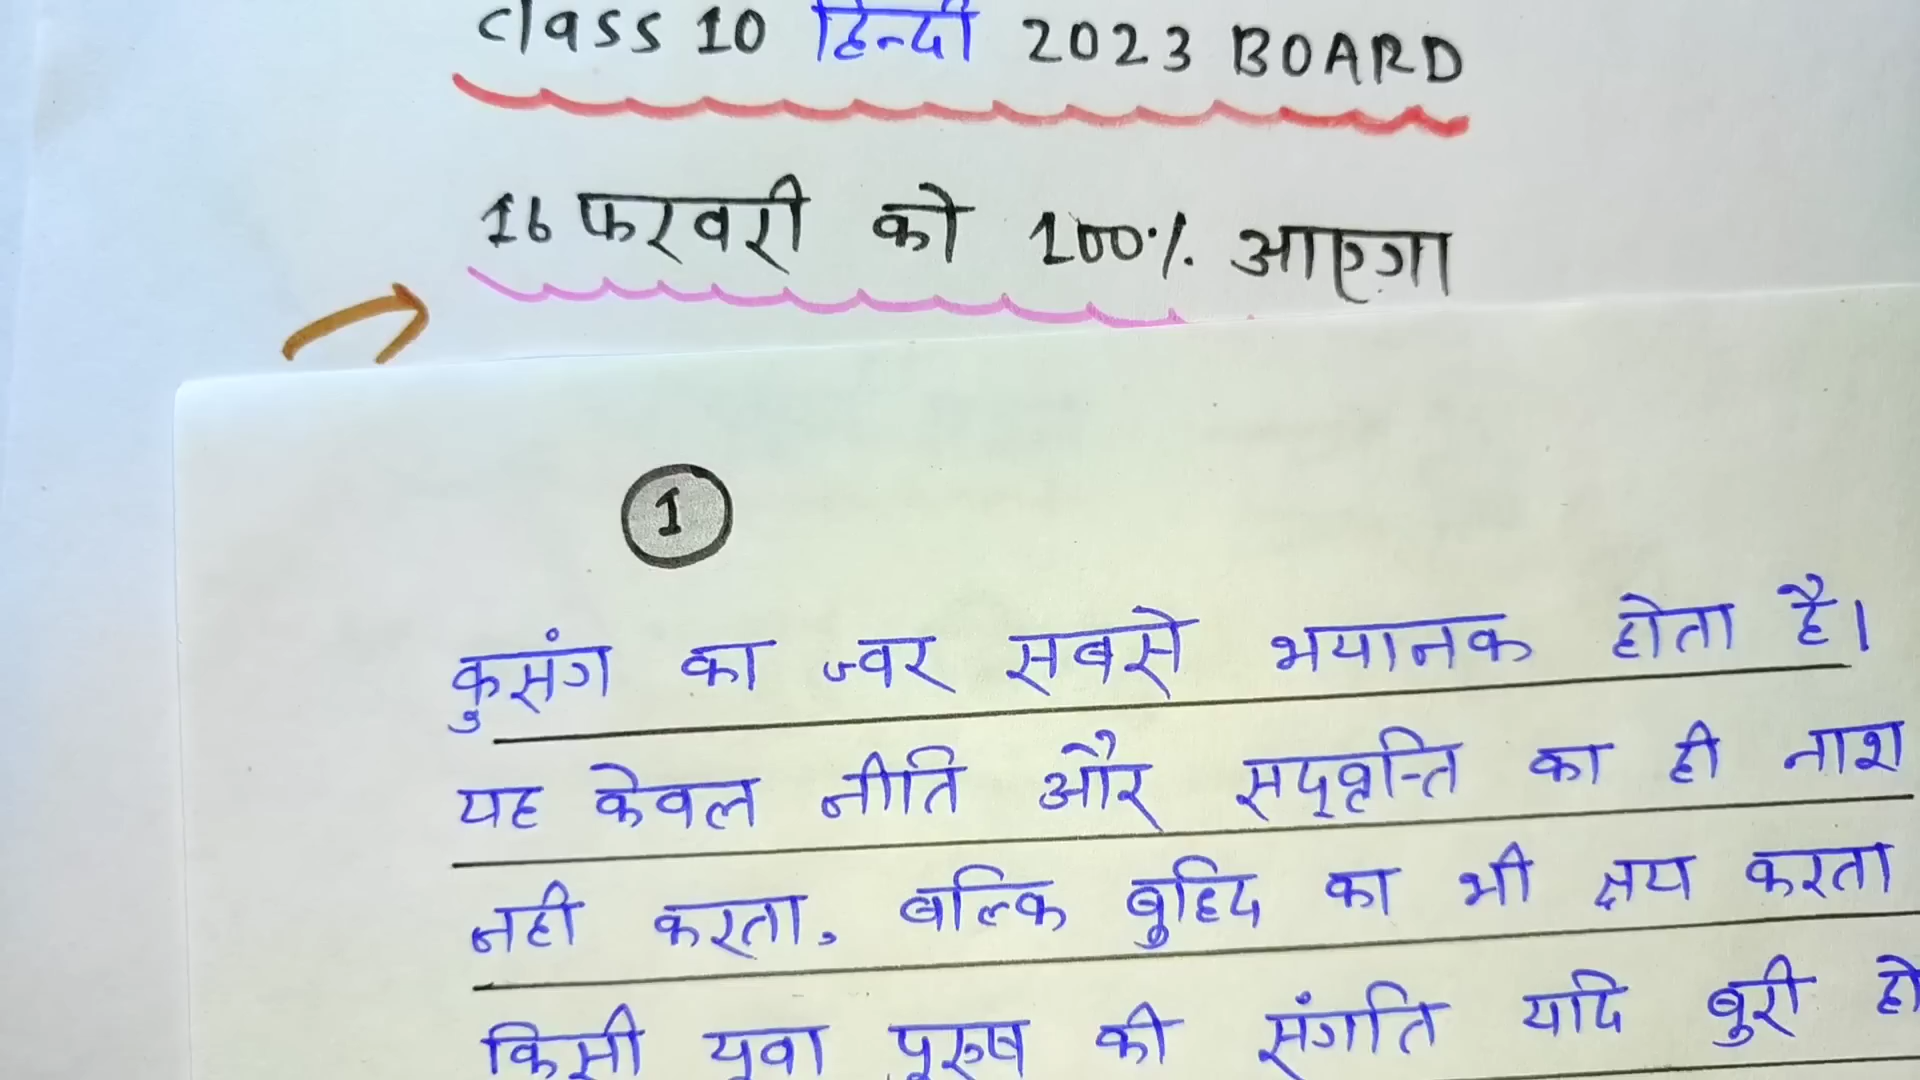 class 10 हिन्दी 2023 BOARD
16 फरवरी को 100% आएगा
1
कुसंग का ज्वर सबसे भयानक होता है।
यह केवल नीति और सद्वृत्ति का ही नाश
नही करता, बल्कि बुद्धि का भी क्षय करता
किसी युवा पुरुष की संगति यदि बुरी हो